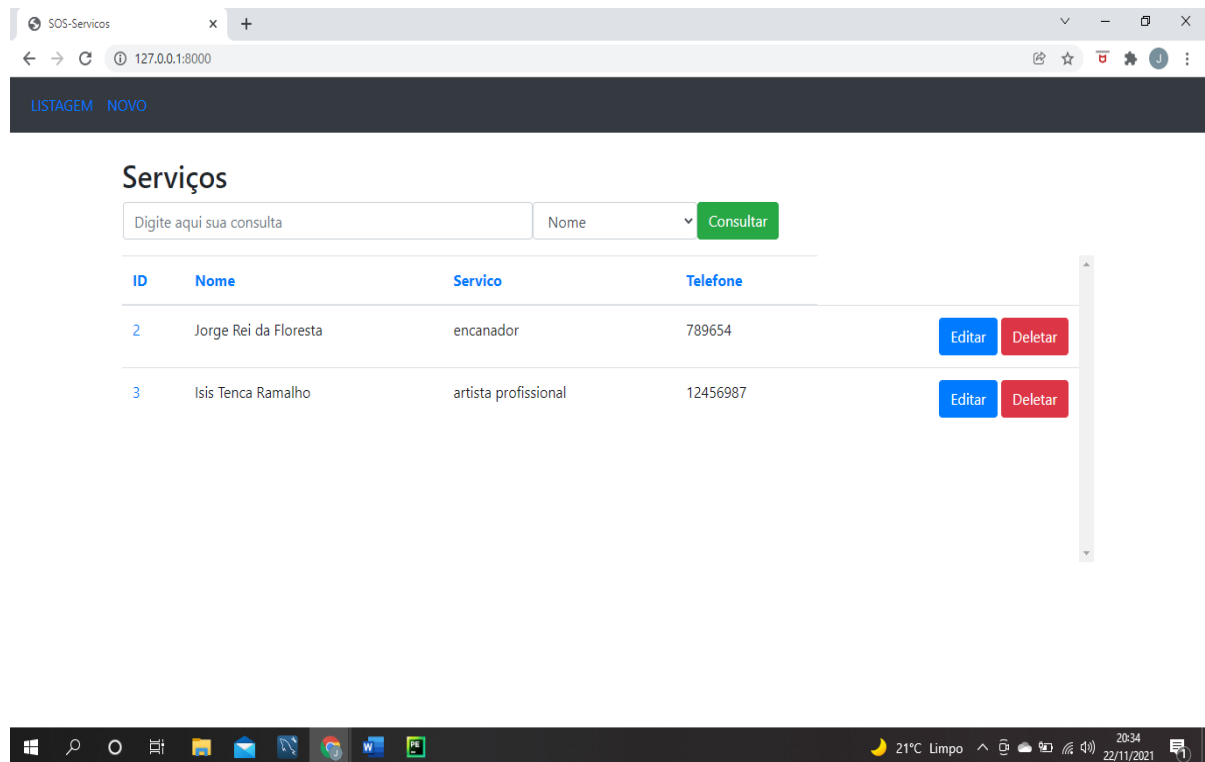 SOS-Servicos
127.0.0.1:8000
J
LISTAGEM NOVO
Serviços
Digite aqui sua consulta Nome Consultar
ID Nome Servico Telefone
2 Jorge Rei da Floresta encanador 789654 Editar Deletar
3 Isis Tenca Ramalho artista profissional 12456987 Editar Deletar
W PE 21°C Limpo 20:34
22/11/2021 1